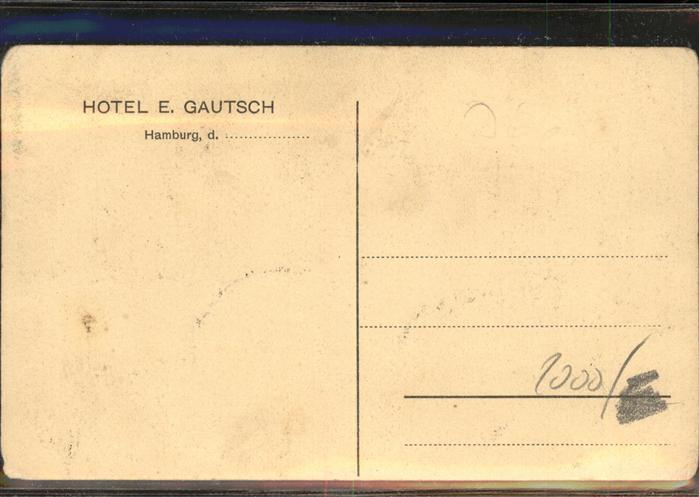 HOTEL E. GAUTSCH
Hamburg, d.
1000/